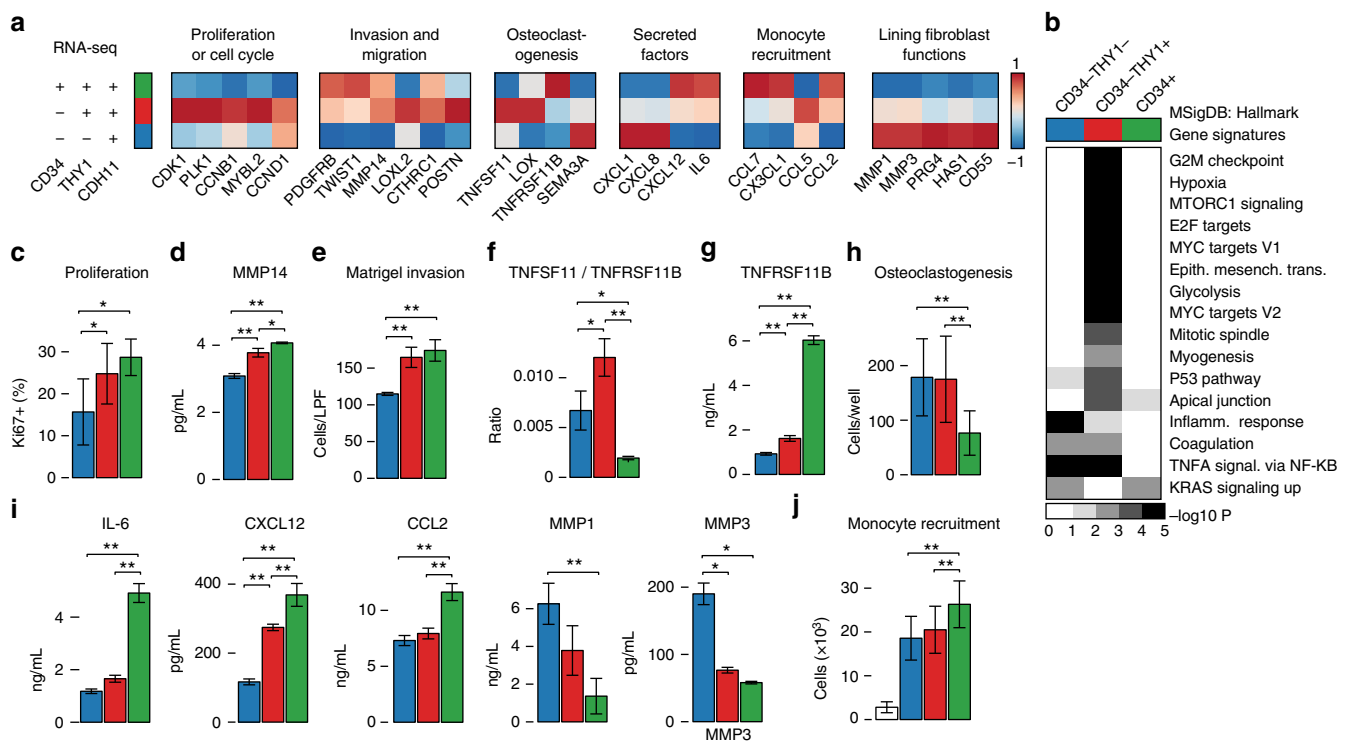 a
RNA-seq
Proliferation
or cell cycle
Invasion and
migration
Osteoclast-
ogenesis
Secreted
factors
Monocyte
recruitment
Lining fibroblast
functions
1
−1
+ + +
− + +
− − +
CD34
THY1
CDH11
CDK1
PLK1
CCNB1
MYBL2
CCND1
PDGFRB
TWIST1
MMP14
LOXL2
CTHRC1
POSTN
TNFSF11
LOX
TNFRSF11B
SEMA3A
CXCL1
CXCL8
CXCL12
IL6
CCL7
CX3CL1
CCL5
CCL2
MMP1
MMP3
PRG4
HAS1
CD55
b
CD34−THY1−
CD34−THY1+
CD34+
MSigDB: Hallmark
Gene signatures
G2M checkpoint
Hypoxia
MTORC1 signaling
E2F targets
MYC targets V1
Epith. mesench. trans.
Glycolysis
MYC targets V2
Mitotic spindle
Myogenesis
P53 pathway
Apical junction
Inflamm. response
Coagulation
TNFA signal. via NF-KB
KRAS signaling up
−log10 P
0 1 2 3 4 5
c
Proliferation
*
*
30
20
10
0
Ki67+ (%)
d
MMP14
**
**
*
4
2
0
pg/mL
e
Matrigel invasion
**
**
200
150
100
50
0
Cells/LPF
f
TNFSF11 / TNFRSF11B
*
*
**
0.010
0.005
0.000
Ratio
g
TNFRSF11B
**
**
**
6
4
2
0
ng/mL
h
Osteoclastogenesis
**
**
200
100
0
Cells/well
i
IL-6
**
**
4
2
0
ng/mL
CXCL12
**
**
**
400
200
0
pg/mL
CCL2
**
**
10
5
0
ng/mL
MMP1
**
6
4
2
0
ng/mL
MMP3
*
*
200
100
0
pg/mL
MMP3
j
Monocyte recruitment
**
**
30
20
10
0
Cells (×10³)